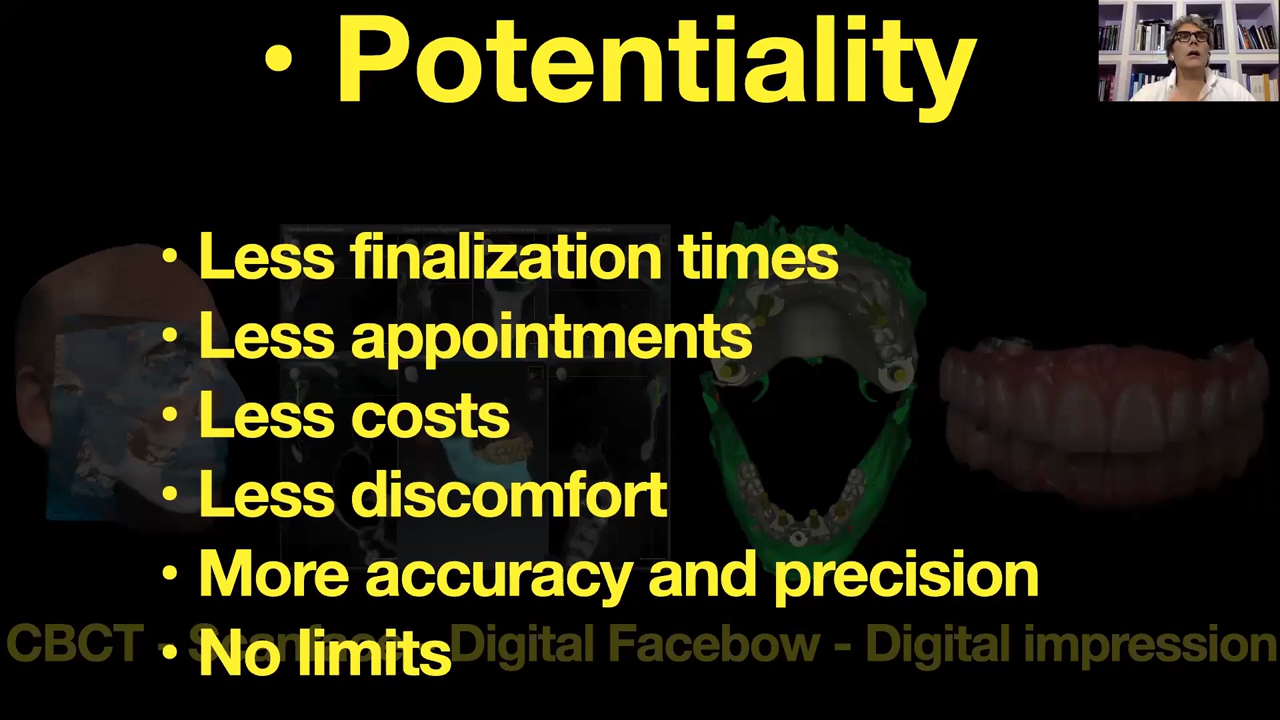 • Potentiality
• Less finalization times
• Less appointments
• Less costs
• Less discomfort
• More accuracy and precision
• No limits
CBCT - Scanface - Digital Facebow - Digital impression